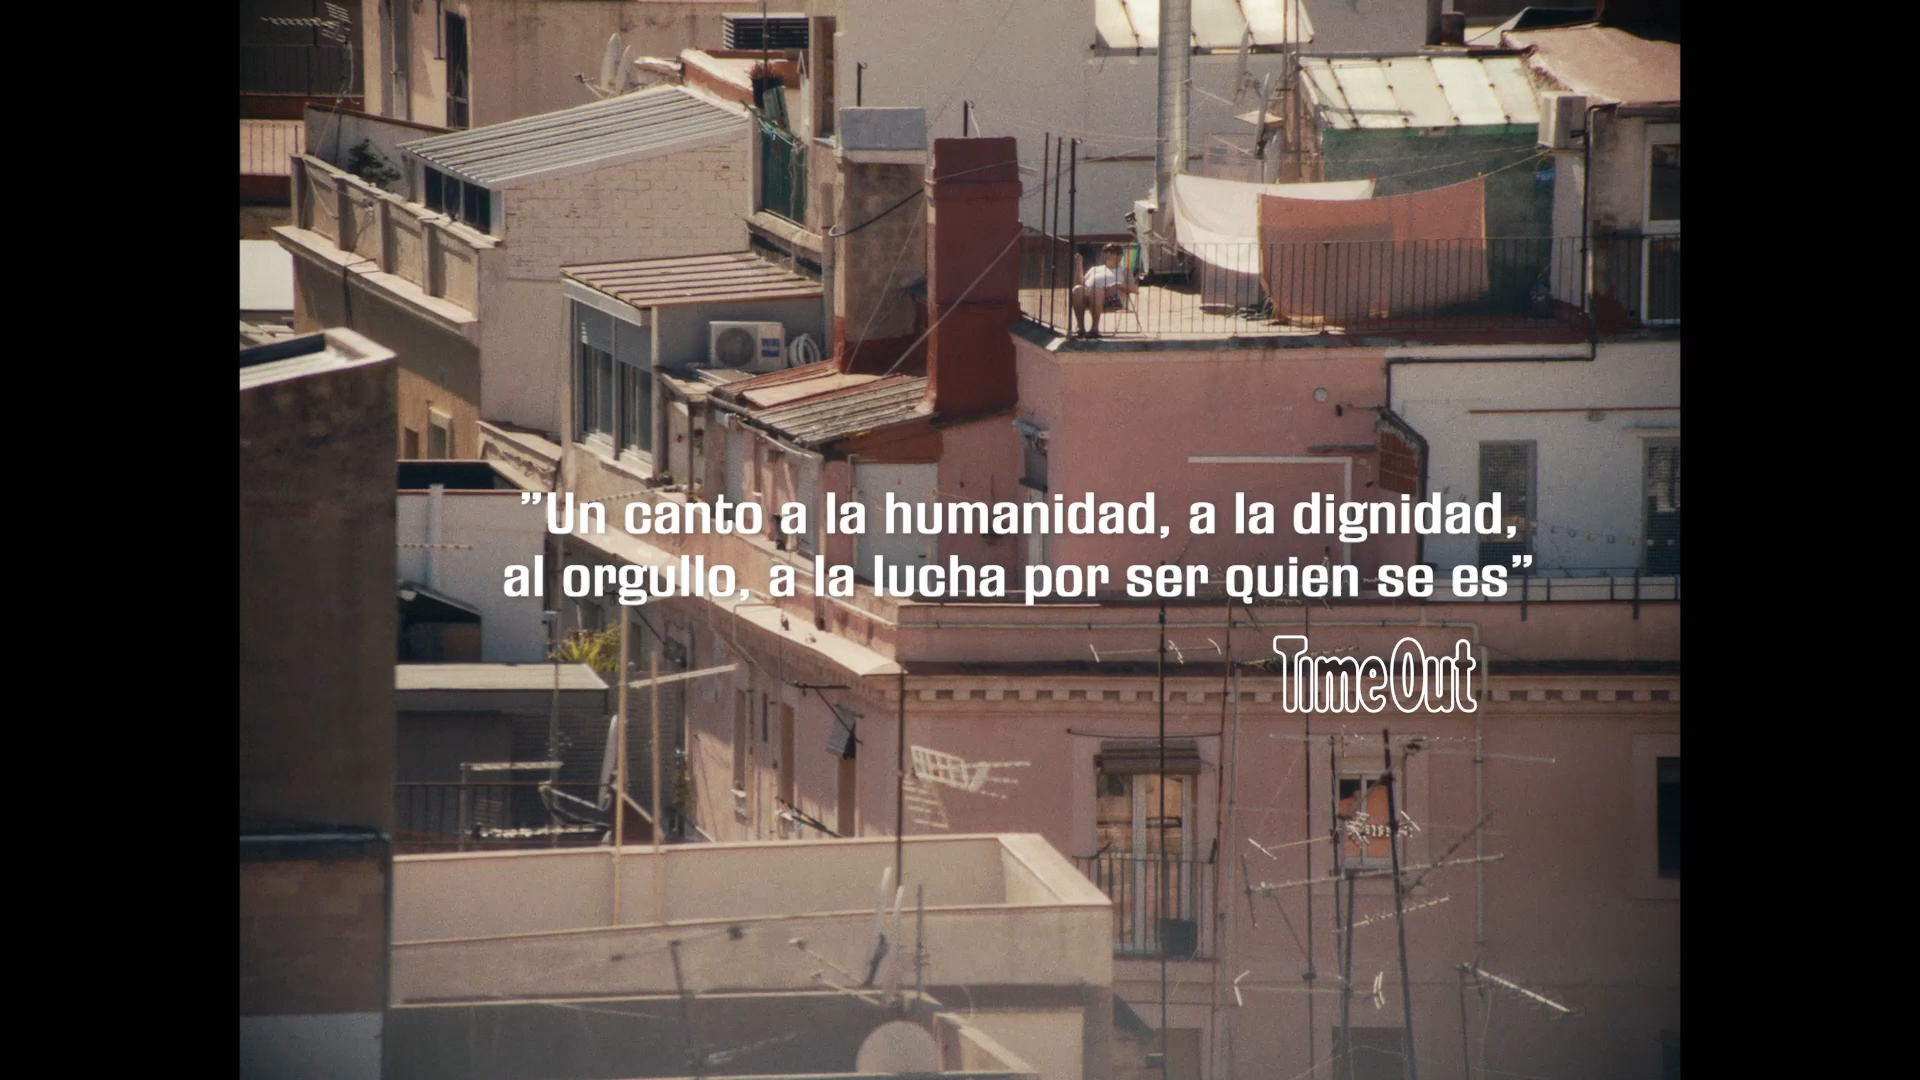 ”Un canto a la humanidad, a la dignidad,
al orgullo, a la lucha por ser quien se es”
TimeOut